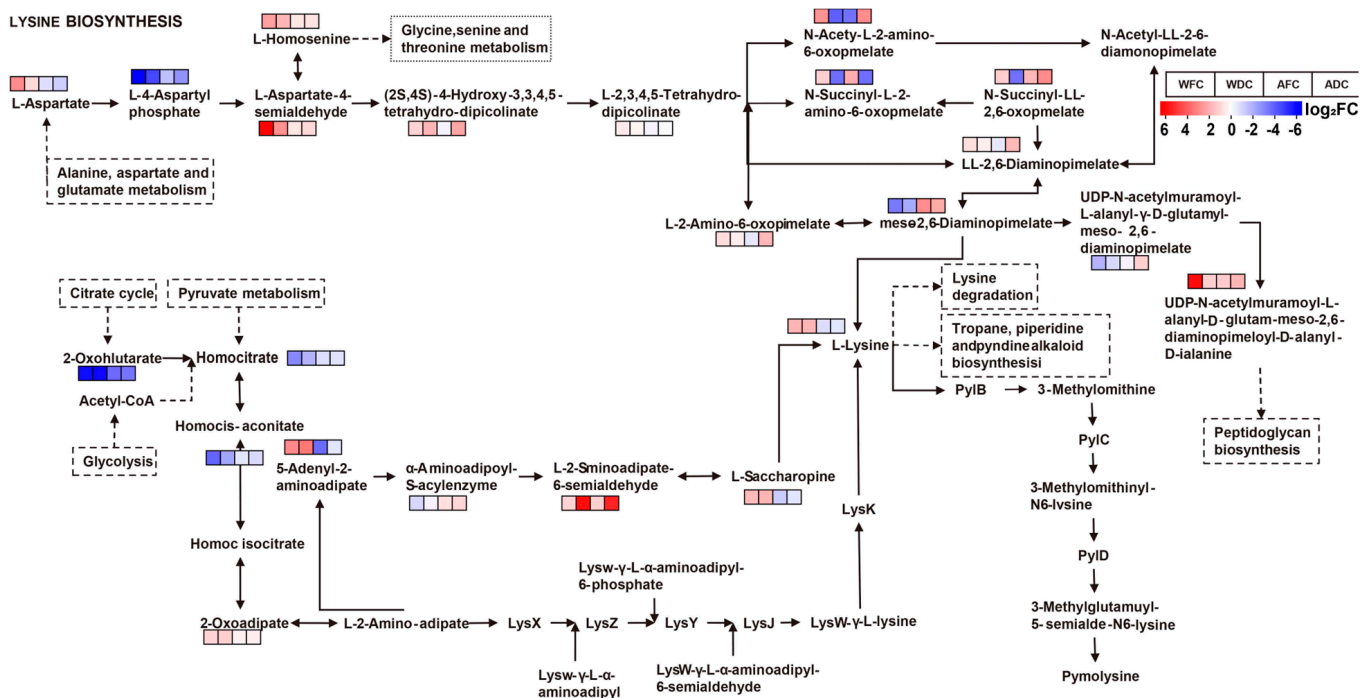 LYSINE BIOSYNTHESIS
L-Homosenine
Glycine,senine and
threonine metabolism
L-Aspartate
L-4-Aspartyl
phosphate
L-Aspartate-4-
semialdehyde
(2S,4S)-4-Hydroxy-3,3,4,5-
tetrahydro-dipicolinate
L-2,3,4,5-Tetrahydro-
dipicolinate
Alanine, aspartate and
glutamate metabolism
N-Acety-L-2-amino-
6-oxopmelate
N-Acetyl-LL-2-6-
diamonopimelate
N-Succinyl-L-2-
amino-6-oxopmelate
N-Succinyl-LL-
2,6-oxopmelate
WFC WDC AFC ADC
log₂FC
6 4 2 0 -2 -4 -6
LL-2,6-Diaminopimelate
L-2-Amino-6-oxopimelate
meso2,6-Diaminopimelate
UDP-N-acetylmuramoyl-
L-alanyl-γ-D-glutamyl-
meso- 2,6-
diaminopimelate
UDP-N-acetylmuramoyl-L-
alanyl-D-glutam-meso-2,6-
diaminopimeloyl-D-alanyl-
D-ialanine
Peptidoglycan
biosynthesis
Citrate cycle
Pyruvate metabolism
Lysine
degradation
Tropane, piperidine
andpyndinealkaloid
biosynthesisi
2-Oxohlutarate
Homocitrate
L-Lysine
Acetyl-CoA
PylB
3-Methylomithine
Homocis- aconitate
Glycolysis
5-Adenyl-2-
aminoadipate
α-Aminoadipoyl-
S-acylenzyme
L-2-Sminoadipate-
6-semialdehyde
L-Saccharopine
PylC
3-Methylomithinyl-
N6-lvsine
LysK
Homoc isocitrate
PylD
Lysw-γ-L-α-aminoadipyl-
6-phosphate
2-Oxoadipate
L-2-Amino-adipate
LysX
LysZ
LysY
LysJ
LysW-γ-L-lysine
3-Methylglutamuyl-
5- semialde-N6-lysine
Lysw-γ-L-α-
aminoadipyl
LysW-γ-L-α-aminoadipyl-
6-semialdehyde
Pymolysine